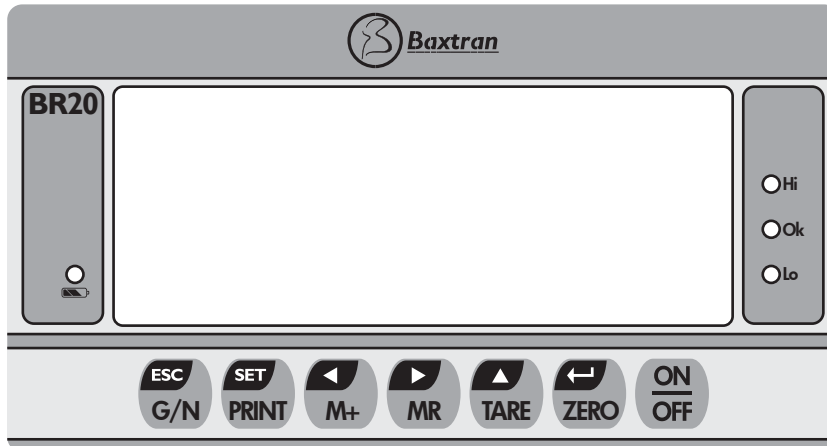 Baxtran
BR20
Hi
Ok
Lo
ESC SET
G/N PRINT M+ MR TARE ZERO
ON
OFF